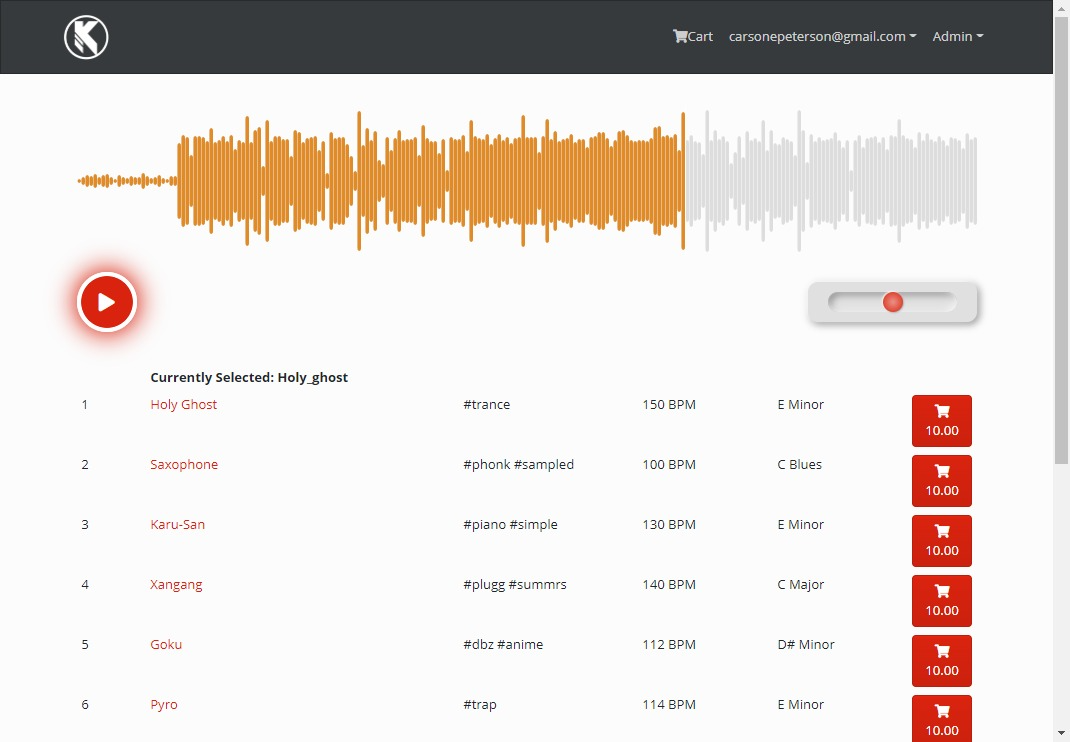 K
Cart carsonepeterson@gmail.com Admin
Currently Selected: Holy_ghost
1 Holy Ghost #trance 150 BPM E Minor 10.00
2 Saxophone #phonk #sampled 100 BPM C Blues 10.00
3 Karu-San #piano #simple 130 BPM E Minor 10.00
4 Xangang #plugg #summrs 140 BPM C Major 10.00
5 Goku #dbz #anime 112 BPM D# Minor 10.00
6 Pyro #trap 114 BPM E Minor 10.00